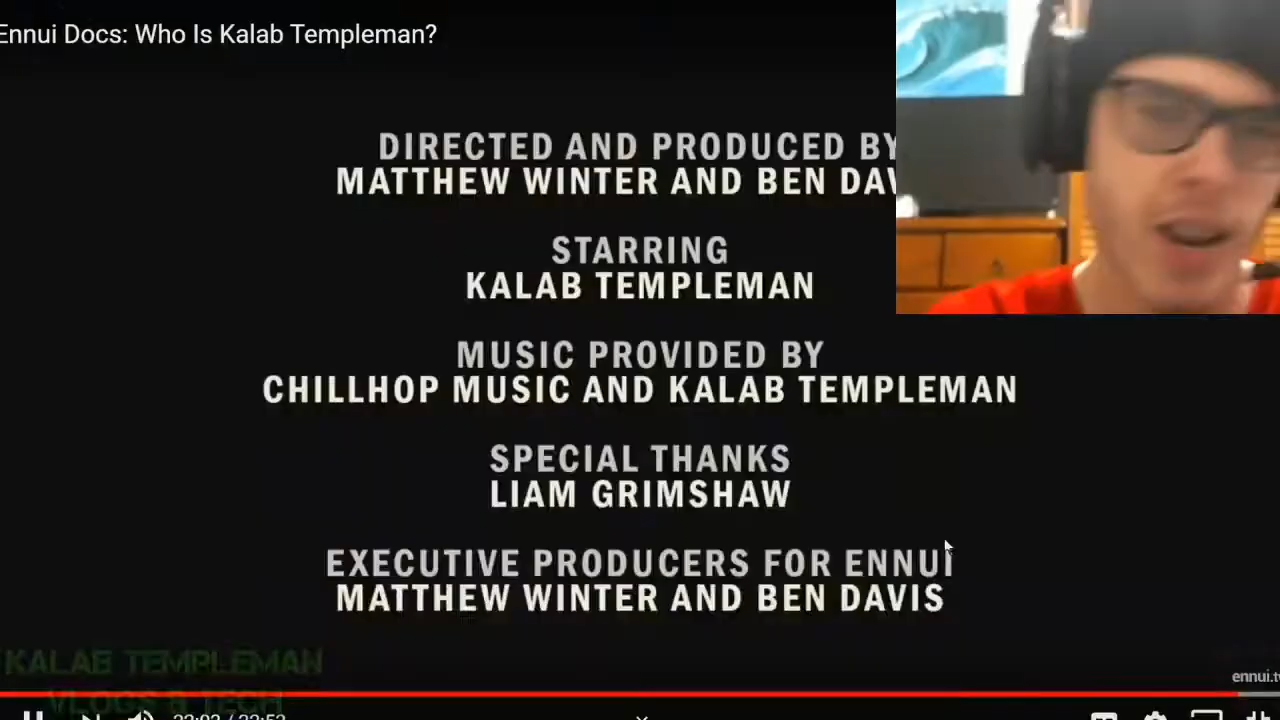 Ennui Docs: Who Is Kalab Templeman?
DIRECTED AND PRODUCED BY
MATTHEW WINTER AND BEN DAV
STARRING
KALAB TEMPLEMAN
MUSIC PROVIDED BY
CHILLHOP MUSIC AND KALAB TEMPLEMAN
SPECIAL THANKS
LIAM GRIMSHAW
EXECUTIVE PRODUCERS FOR ENNUI
MATTHEW WINTER AND BEN DAVIS
KALAB TEMPLEMAN
VLOGS & TECH
ennui.tv